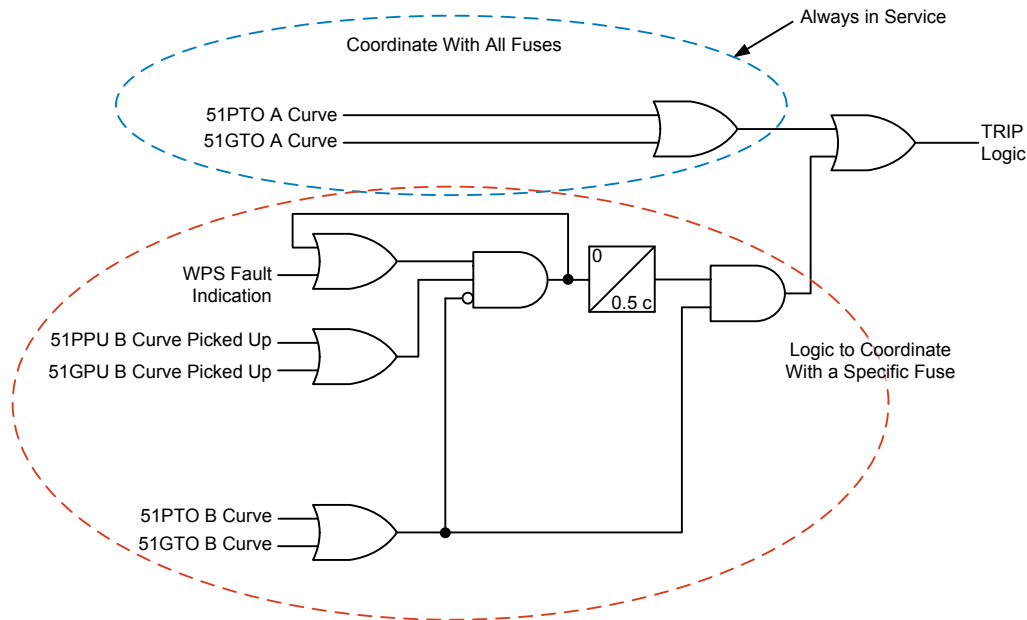 Always in Service
Coordinate With All Fuses
51PTO A Curve
51GTO A Curve
TRIP
Logic
WPS Fault
Indication
0
0.5 c
51PPU B Curve Picked Up
51GPU B Curve Picked Up
Logic to Coordinate
With a Specific Fuse
51PTO B Curve
51GTO B Curve